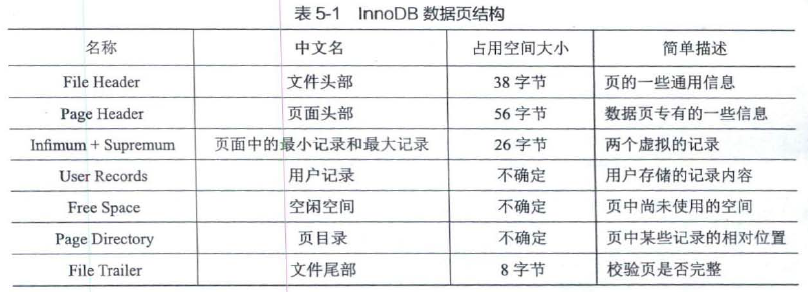 表 5-1 InnoDB 数据页结构
名称 中文名 占用空间大小 简单描述
File Header 文件头部 38 字节 页的一些通用信息
Page Header 页面头部 56 字节 数据页专有的一些信息
Infimum + Supremum 页面中的最小记录和最大记录 26 字节 两个虚拟的记录
User Records 用户记录 不确定 用户存储的记录内容
Free Space 空闲空间 不确定 页中尚未使用的空间
Page Directory 页目录 不确定 页中某些记录的相对位置
File Trailer 文件尾部 8 字节 校验页是否完整